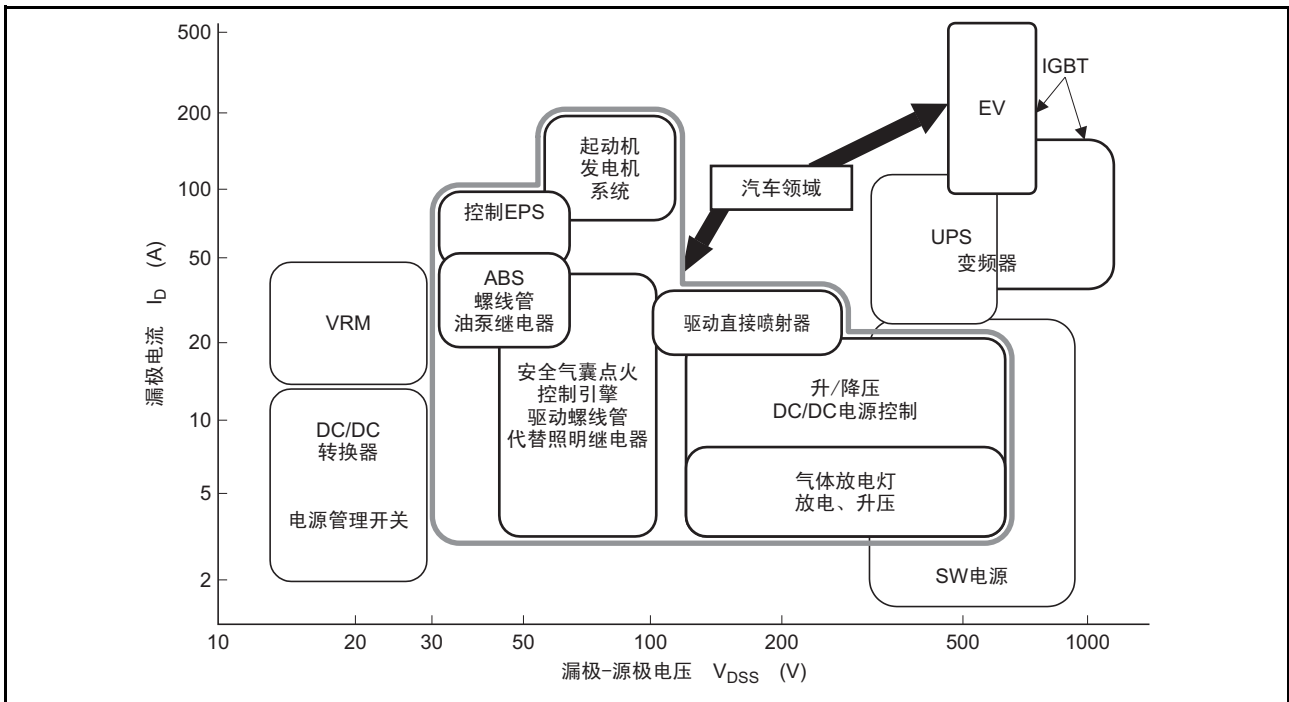 500
200
100
50
20
10
5
2
漏极电流 I_D (A)
10
20
30
50
100
200
500
1000
漏极-源极电压 V_DSS (V)
起动机
发电机
系统
控制EPS
ABS
螺线管
油泵继电器
VRM
DC/DC
转换器
电源管理开关
安全气囊点火
控制引擎
驱动螺线管
代替照明继电器
汽车领域
驱动直接喷射器
升/降压
DC/DC电源控制
气体放电灯
放电、升压
EV
IGBT
UPS
变频器
SW电源